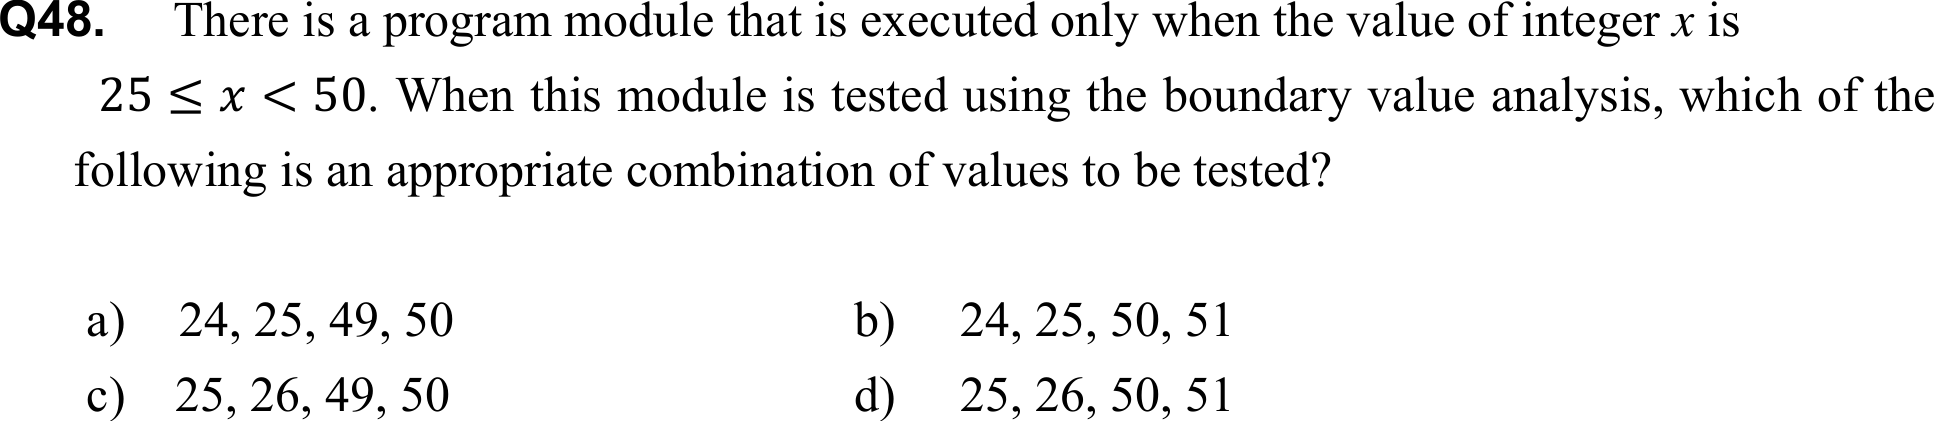 Q48. There is a program module that is executed only when the value of integer x is
25 ≤ x < 50. When this module is tested using the boundary value analysis, which of the
following is an appropriate combination of values to be tested?
a) 24, 25, 49, 50 b) 24, 25, 50, 51
c) 25, 26, 49, 50 d) 25, 26, 50, 51